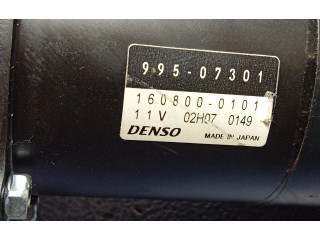 995-07301
160800-0101
11V 02H07 0149
DENSO MADE IN JAPAN